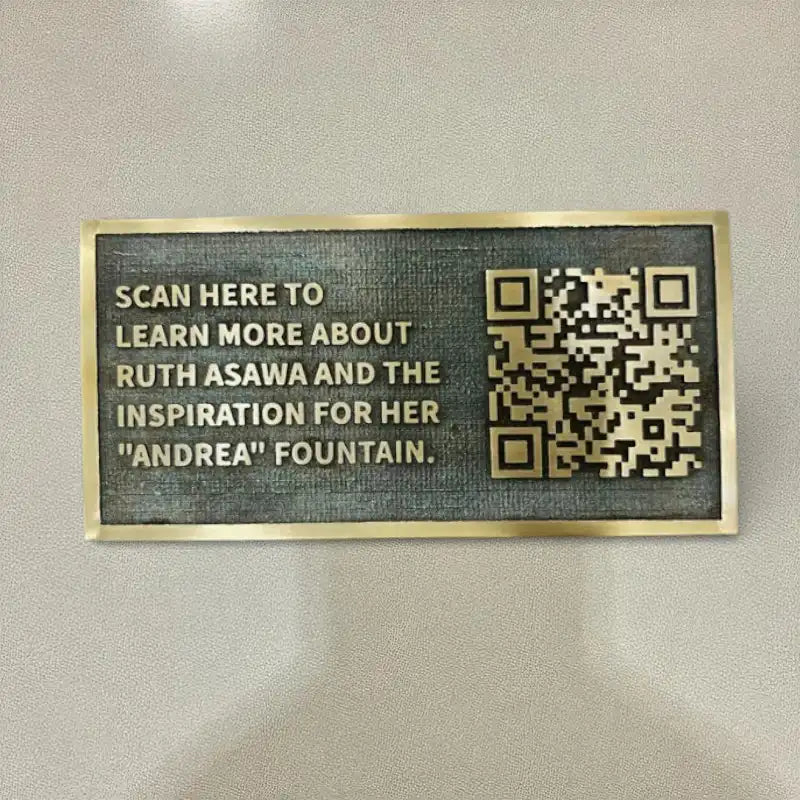 SCAN HERE TO
LEARN MORE ABOUT
RUTH ASAWA AND THE
INSPIRATION FOR HER
"ANDREA" FOUNTAIN.